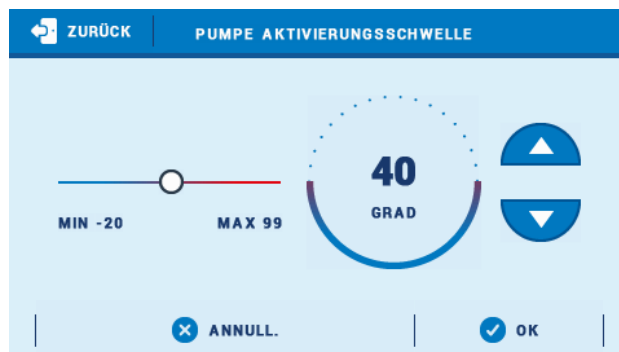 ZURÜCK PUMPE AKTIVIERUNGSSCHWELLE
40
GRAD
MIN -20 MAX 99
ANNULL. OK